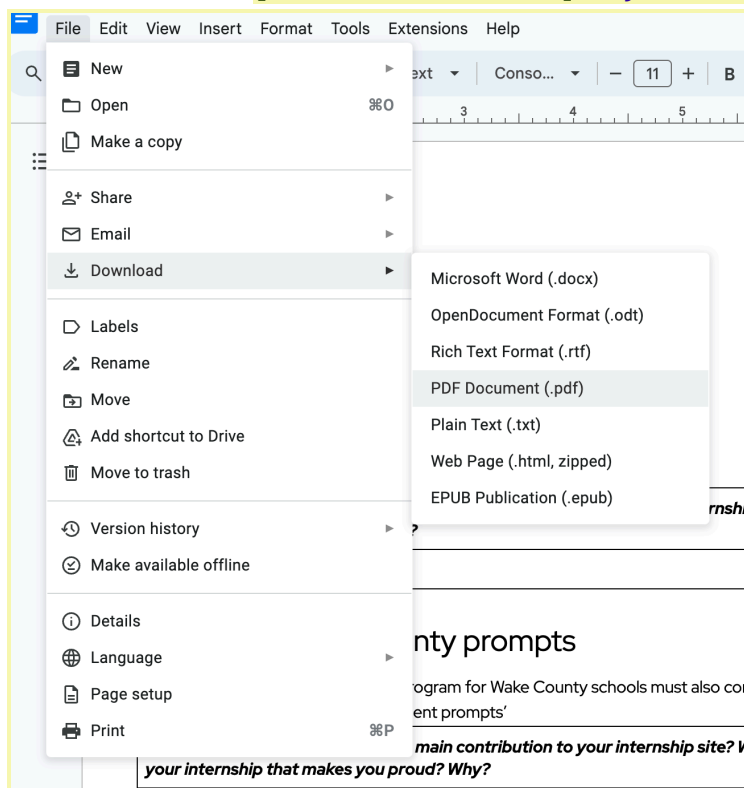 File Edit View Insert Format Tools Extensions Help
New
Open ⌘O
Make a copy
Share
Email
Download
Labels
Rename
Move
Add shortcut to Drive
Move to trash
Version history
Make available offline
Details
Language
Page setup
Print ⌘P
Microsoft Word (.docx)
OpenDocument Format (.odt)
Rich Text Format (.rtf)
PDF Document (.pdf)
Plain Text (.txt)
Web Page (.html, zipped)
EPUB Publication (.epub)
ext Conso... − 11 + B
3 4 5
?
nty prompts
ogram for Wake County schools must also
ent prompts’
main contribution to your internship site?
your internship that makes you proud? Why?